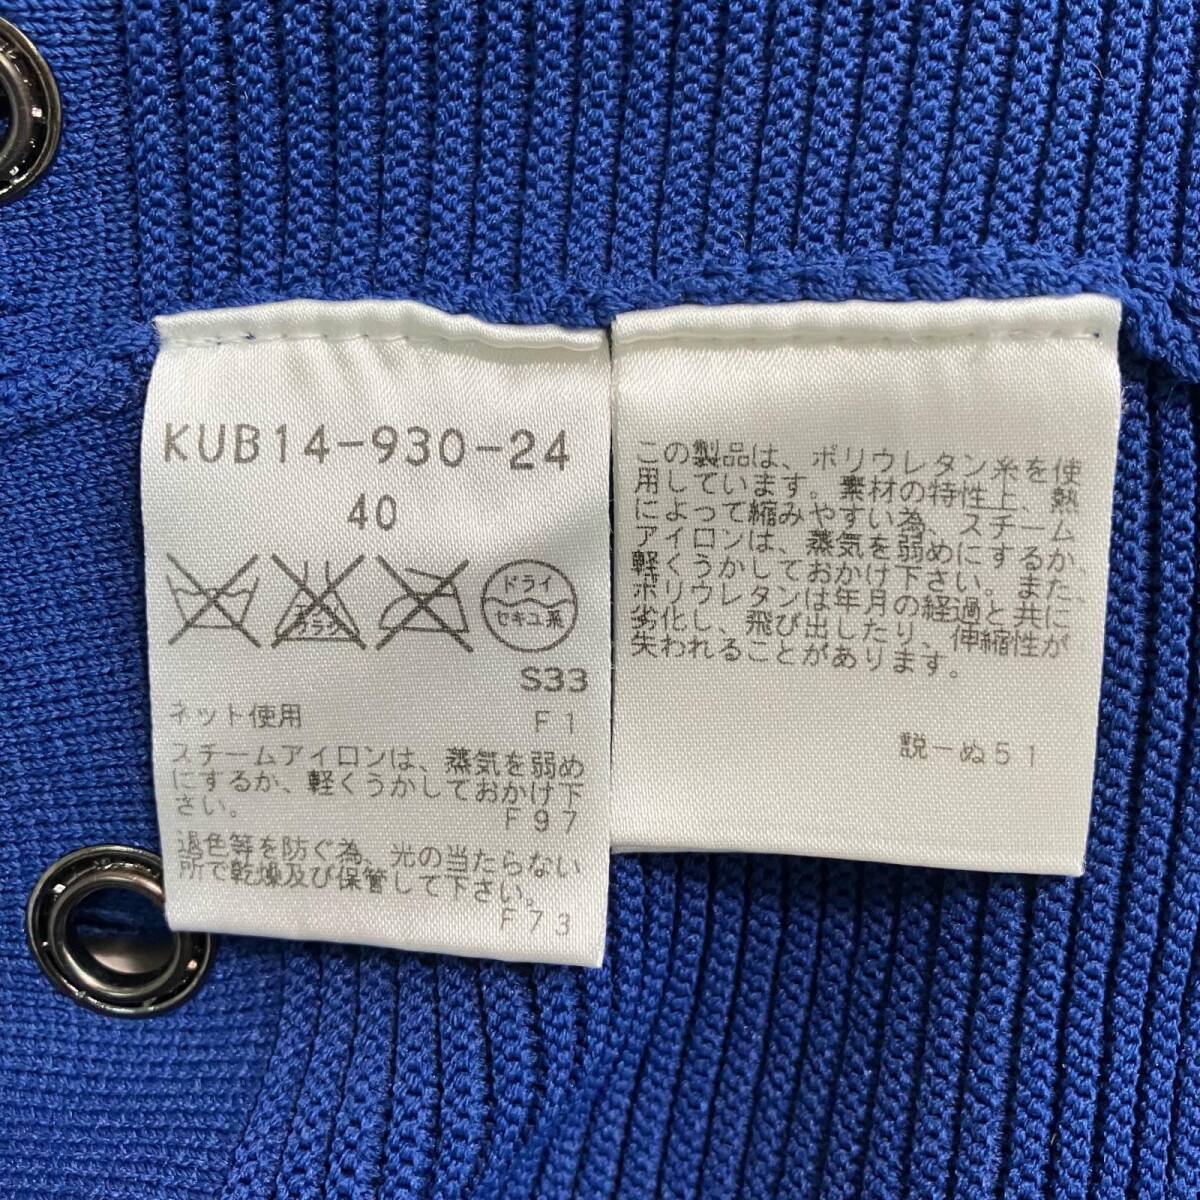 KUB14-930-24
40
エンソ
サラシ
ドライ
セキユ系
S33
ネット使用 F1
スチームアイロンは、蒸気を弱め
にするか、軽くうかしておかけ下
さい。 F97
退色等を防ぐ為、光の当たらない
所で乾燥及び保管して下さい。
F73
この製品は、ポリウレタン糸を使
用しています。素材の特性上、熱
によって縮みやすい為、スチーム
アイロンは、蒸気を弱めにするか、
軽くうかしておかけ下さい。また、
ポリウレタンは年月の経過と共に
劣化し、飛び出したり、伸縮性が
失われることがあります。
説ーぬ51